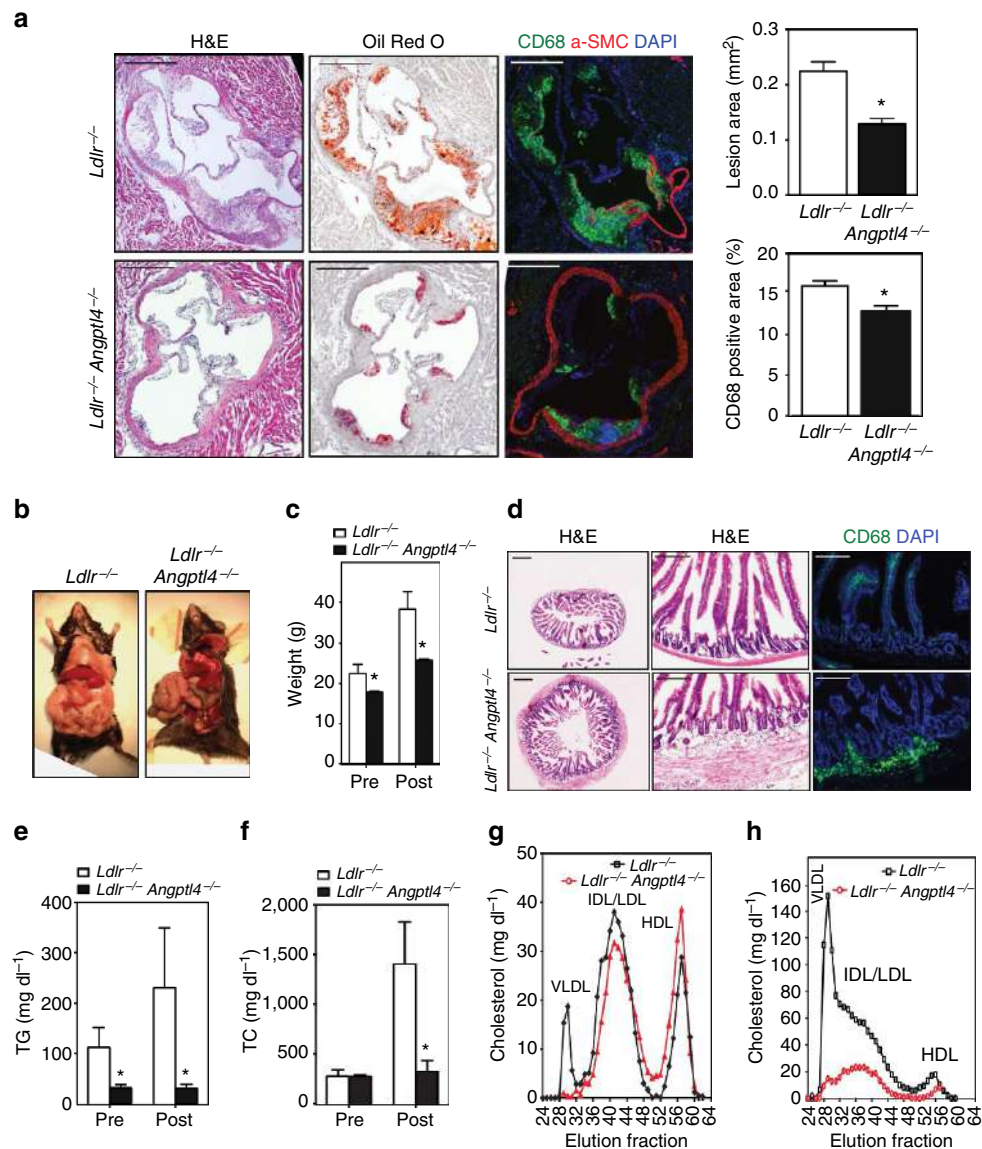 a
H&E
Oil Red O
CD68 a-SMC DAPI
Ldlr–/–
Ldlr–/– Angptl4–/–
Lesion area (mm²)
0.3
0.2
0.1
0.0
*
Ldlr–/–
Ldlr–/–
Angptl4–/–
CD68 positive area (%)
20
15
10
5
0
*
Ldlr–/–
Ldlr–/–
Angptl4–/–
b
Ldlr–/–
Ldlr–/–
Angptl4–/–
c
Ldlr–/–
Ldlr–/– Angptl4–/–
Weight (g)
40
30
20
10
0
*
*
Pre
Post
d
H&E
H&E
CD68 DAPI
Ldlr–/–
Ldlr–/– Angptl4–/–
e
Ldlr–/–
Ldlr–/– Angptl4–/–
TG (mg dl–1)
400
300
200
100
0
*
*
Pre
Post
f
Ldlr–/–
Ldlr–/– Angptl4–/–
TC (mg dl–1)
2,000
1,500
1,000
500
0
*
Pre
Post
g
Ldlr–/–
Ldlr–/– Angptl4–/–
IDL/LDL
HDL
VLDL
Cholesterol (mg dl–1)
50
40
30
20
10
0
24 28 32 36 40 44 48 52 56 60 64
Elution fraction
h
Ldlr–/–
Ldlr–/– Angptl4–/–
VLDL
IDL/LDL
HDL
Cholesterol (mg dl–1)
160
140
120
100
80
60
40
20
0
24 28 32 36 40 44 48 52 56 60 64
Elution fraction